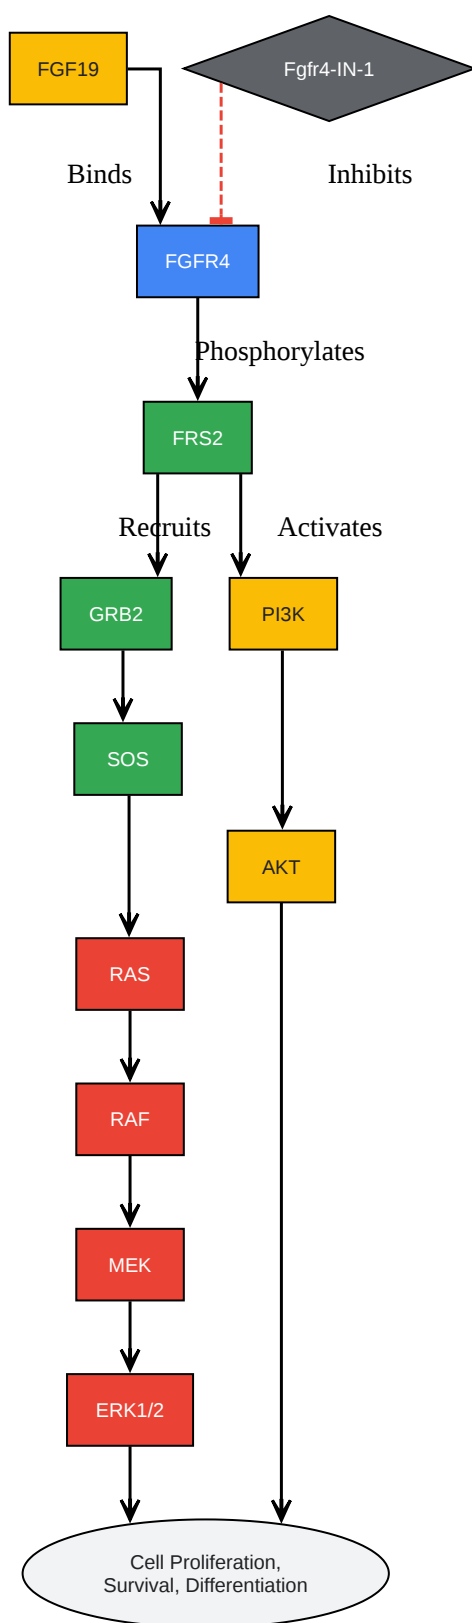 FGF19
Fgfr4-IN-1
Binds
Inhibits
FGFR4
Phosphorylates
FRS2
Recruits
Activates
GRB2
PI3K
SOS
AKT
RAS
RAF
MEK
ERK1/2
Cell Proliferation,
Survival, Differentiation